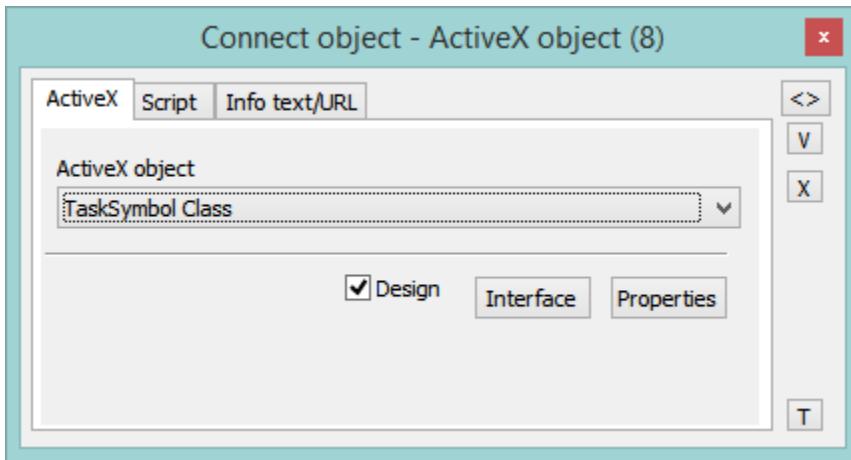 Connect object - ActiveX object (8)
x
ActiveX Script Info text/URL
<>
V
X
ActiveX object
TaskSymbol Class
Design Interface Properties
T